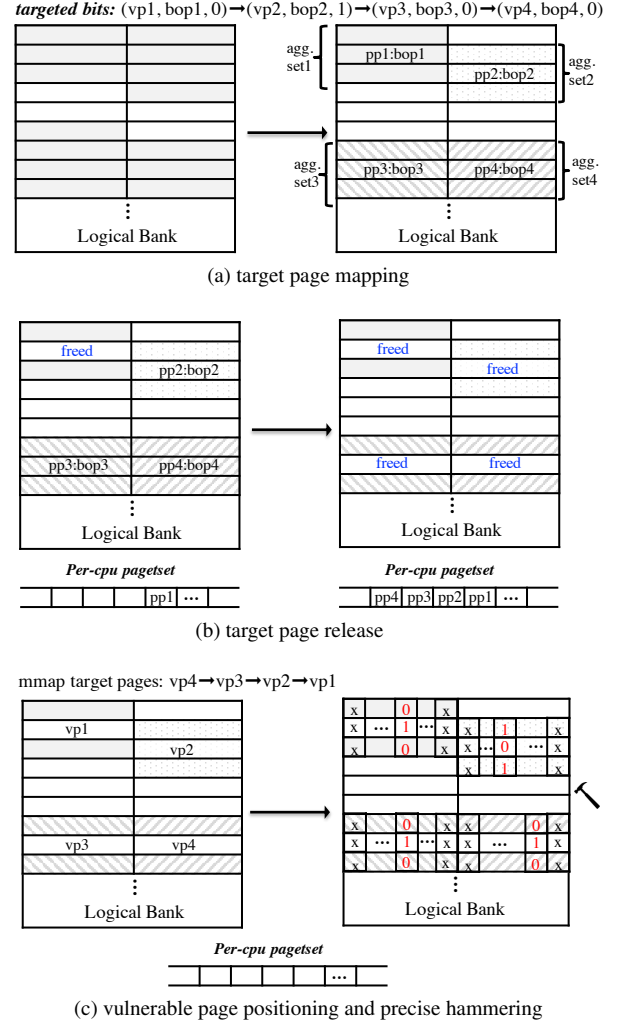 targeted bits: (vp1, bop1, 0)→(vp2, bop2, 1)→(vp3, bop3, 0)→(vp4, bop4, 0)
agg. set1
pp1:bop1
pp2:bop2
agg. set2
agg. set3
pp3:bop3
pp4:bop4
agg. set4
⋮
⋮
Logical Bank
Logical Bank
(a) target page mapping
freed
pp2:bop2
pp3:bop3
pp4:bop4
⋮
Logical Bank
freed
freed
freed
freed
⋮
Logical Bank
Per-cpu pagetset
pp1 ...
Per-cpu pagetset
pp4 pp3 pp2 pp1 ...
(b) target page release
mmap target pages: vp4→vp3→vp2→vp1
vp1
vp2
vp3
vp4
⋮
Logical Bank
x 0 x
x ... 1 ... x x 1 x
x 0 x x ... 0 ... x
x 1 x
x 0 x 0 x
x ... 1 ... x x ... 1 x
x 0 x 0 x
⋮
Logical Bank
Per-cpu pagetset
...
(c) vulnerable page positioning and precise hammering